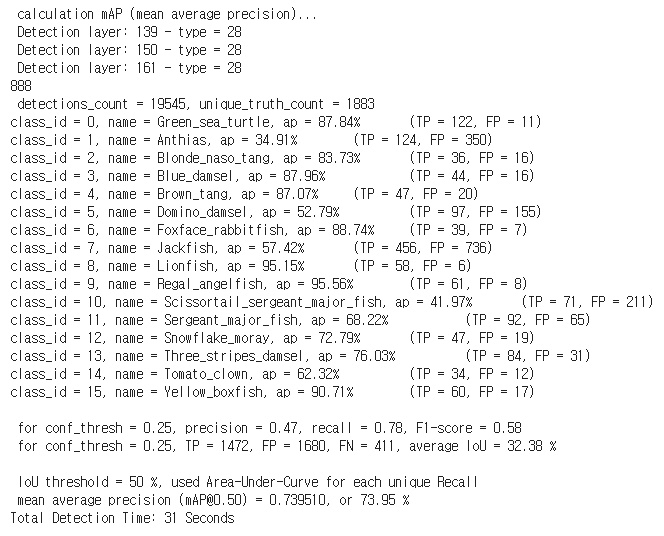 calculation mAP (mean average precision)...
Detection layer: 139 - type = 28
Detection layer: 150 - type = 28
Detection layer: 161 - type = 28
888
detections_count = 19545, unique_truth_count = 1883
class_id = 0, name = Green_sea_turtle, ap = 87.84% (TP = 122, FP = 11)
class_id = 1, name = Anthias, ap = 34.91% (TP = 124, FP = 350)
class_id = 2, name = Blonde_naso_tang, ap = 83.73% (TP = 36, FP = 16)
class_id = 3, name = Blue_damsel, ap = 87.96% (TP = 44, FP = 16)
class_id = 4, name = Brown_tang, ap = 87.07% (TP = 47, FP = 20)
class_id = 5, name = Domino_damsel, ap = 52.79% (TP = 97, FP = 155)
class_id = 6, name = Foxface_rabbitfish, ap = 88.74% (TP = 39, FP = 7)
class_id = 7, name = Jackfish, ap = 57.42% (TP = 456, FP = 736)
class_id = 8, name = Lionfish, ap = 95.15% (TP = 58, FP = 6)
class_id = 9, name = Regal_angelfish, ap = 95.56% (TP = 61, FP = 8)
class_id = 10, name = Scissortail_sergeant_major_fish, ap = 41.97% (TP = 71, FP = 211)
class_id = 11, name = Sergeant_major_fish, ap = 68.22% (TP = 92, FP = 65)
class_id = 12, name = Snowflake_moray, ap = 72.79% (TP = 47, FP = 19)
class_id = 13, name = Three_stripes_damsel, ap = 76.03% (TP = 84, FP = 31)
class_id = 14, name = Tomato_clown, ap = 62.32% (TP = 34, FP = 12)
class_id = 15, name = Yellow_boxfish, ap = 90.71% (TP = 60, FP = 17)
for conf_thresh = 0.25, precision = 0.47, recall = 0.78, F1-score = 0.58
for conf_thresh = 0.25, TP = 1472, FP = 1680, FN = 411, average IoU = 32.38 %
IoU threshold = 50 %, used Area-Under-Curve for each unique Recall
mean average precision (mAP@0.50) = 0.739510, or 73.95 %
Total Detection Time: 31 Seconds